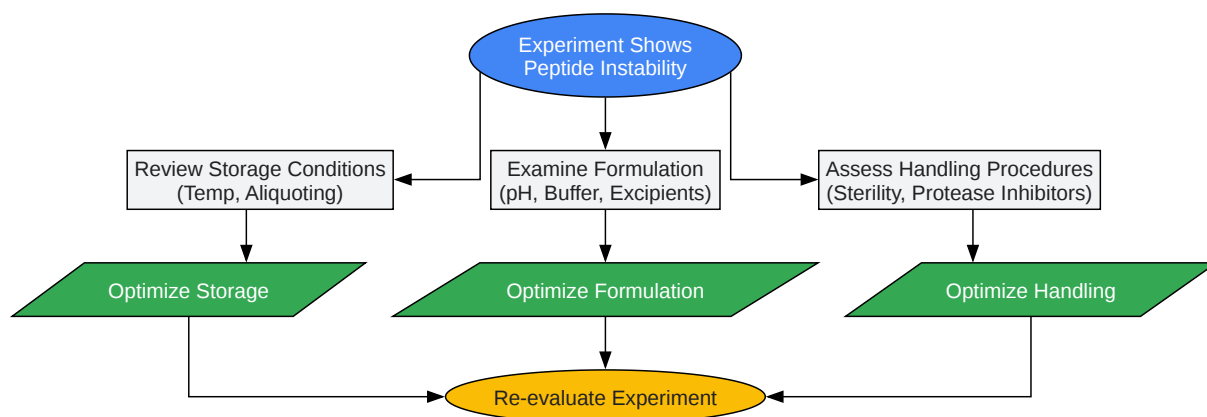 Experiment Shows
Peptide Instability
Review Storage Conditions
(Temp, Aliquoting)
Examine Formulation
(pH, Buffer, Excipients)
Assess Handling Procedures
(Sterility, Protease Inhibitors)
Optimize Storage
Optimize Formulation
Optimize Handling
Re-evaluate Experiment